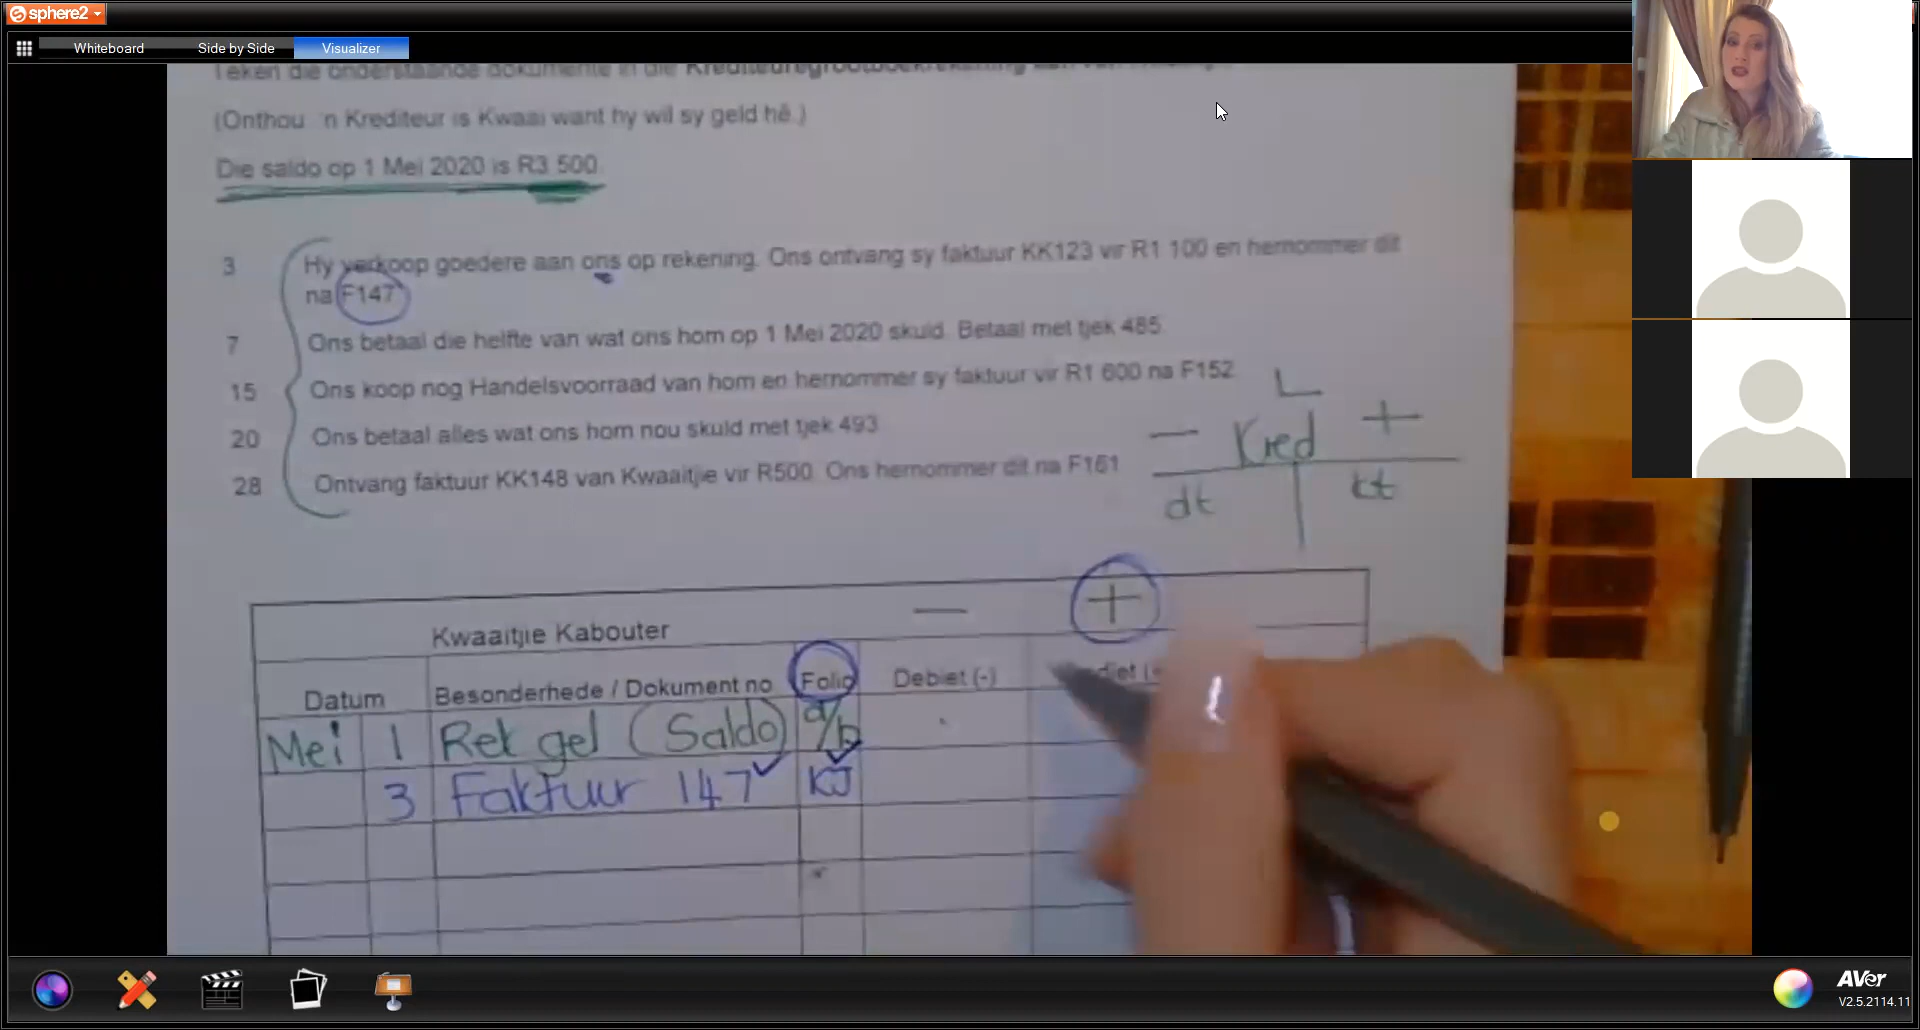 sphere2
Whiteboard Side by Side Visualizer
Teken die onderstaande dokumente in die
(Onthou 'n Krediteur is Kwaai want hy wil sy geld hê.)
Die saldo op 1 Mei 2020 is R3 500.
3 Hy verkoop goedere aan ons op rekening. Ons ontvang sy faktuur KK123 vir R1 100 en hernommer dit
na F147
7 Ons betaal die helfte van wat ons hom op 1 Mei 2020 skuld. Betaal met tjek 485
15 Ons koop nog Handelsvoorraad van hom en hernommer sy faktuur vir R1 600 na F152
20 Ons betaal alles wat ons hom nou skuld met tjek 493
28 Ontvang faktuur KK148 van Kwaaitjie vir R500. Ons hernommer dit na F161
L
− Kred +
dt kt
− +
Kwaaitjie Kabouter
Datum Besonderhede / Dokument no Folio Debiet (-)
Mei 1 Rek gel (Saldo) a/b
3 Faktuur 147 KJ
AVer
V2.5.2114.11